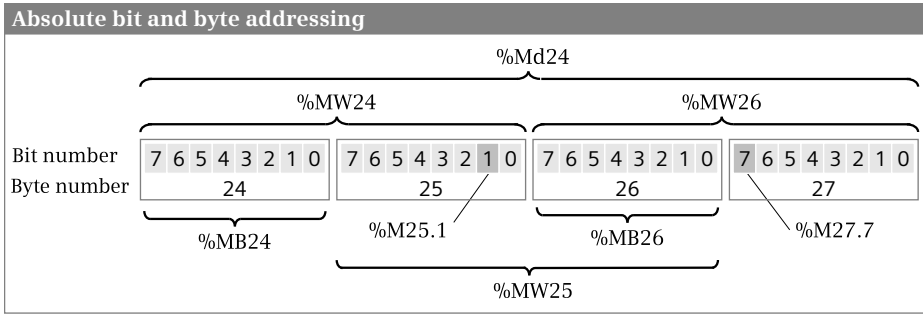 Absolute bit and byte addressing
%Md24
%MW24 %MW26
Bit number 7 6 5 4 3 2 1 0 7 6 5 4 3 2 1 0 7 6 5 4 3 2 1 0 7 6 5 4 3 2 1 0
Byte number 24 25 26 27
%MB24 %M25.1 %MB26 %M27.7
%MW25